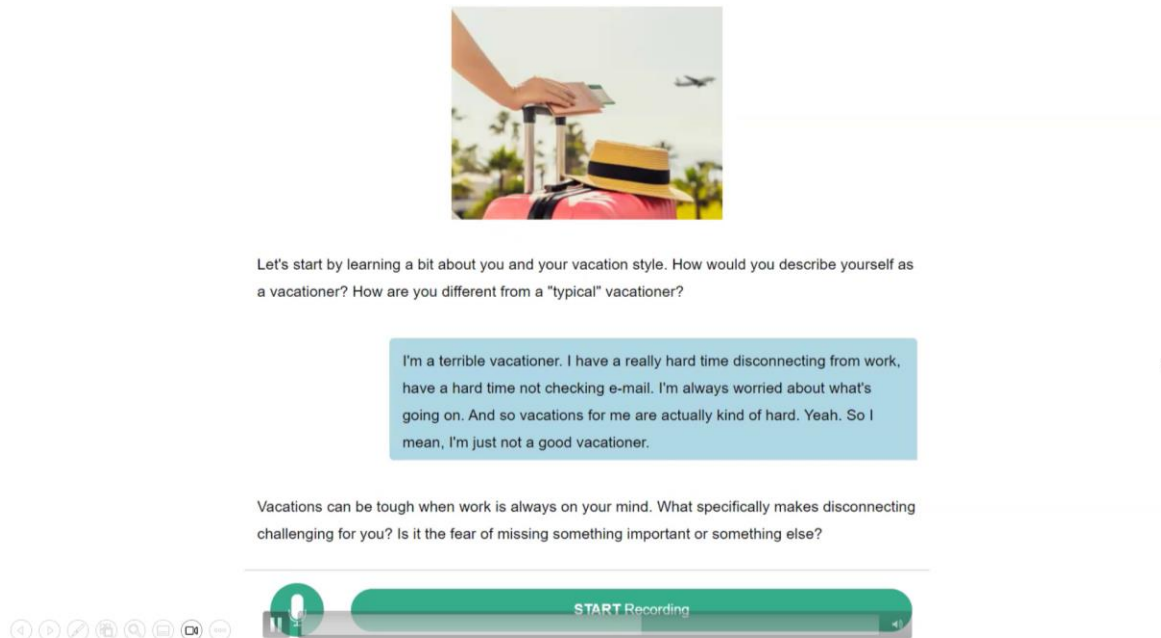 Let's start by learning a bit about you and your vacation style. How would you describe yourself as
a vacationer? How are you different from a "typical" vacationer?
I'm a terrible vacationer. I have a really hard time disconnecting from work,
have a hard time not checking e-mail. I'm always worried about what's
going on. And so vacations for me are actually kind of hard. Yeah. So I
mean, I'm just not a good vacationer.
Vacations can be tough when work is always on your mind. What specifically makes disconnecting
challenging for you? Is it the fear of missing something important or something else?
START Recording